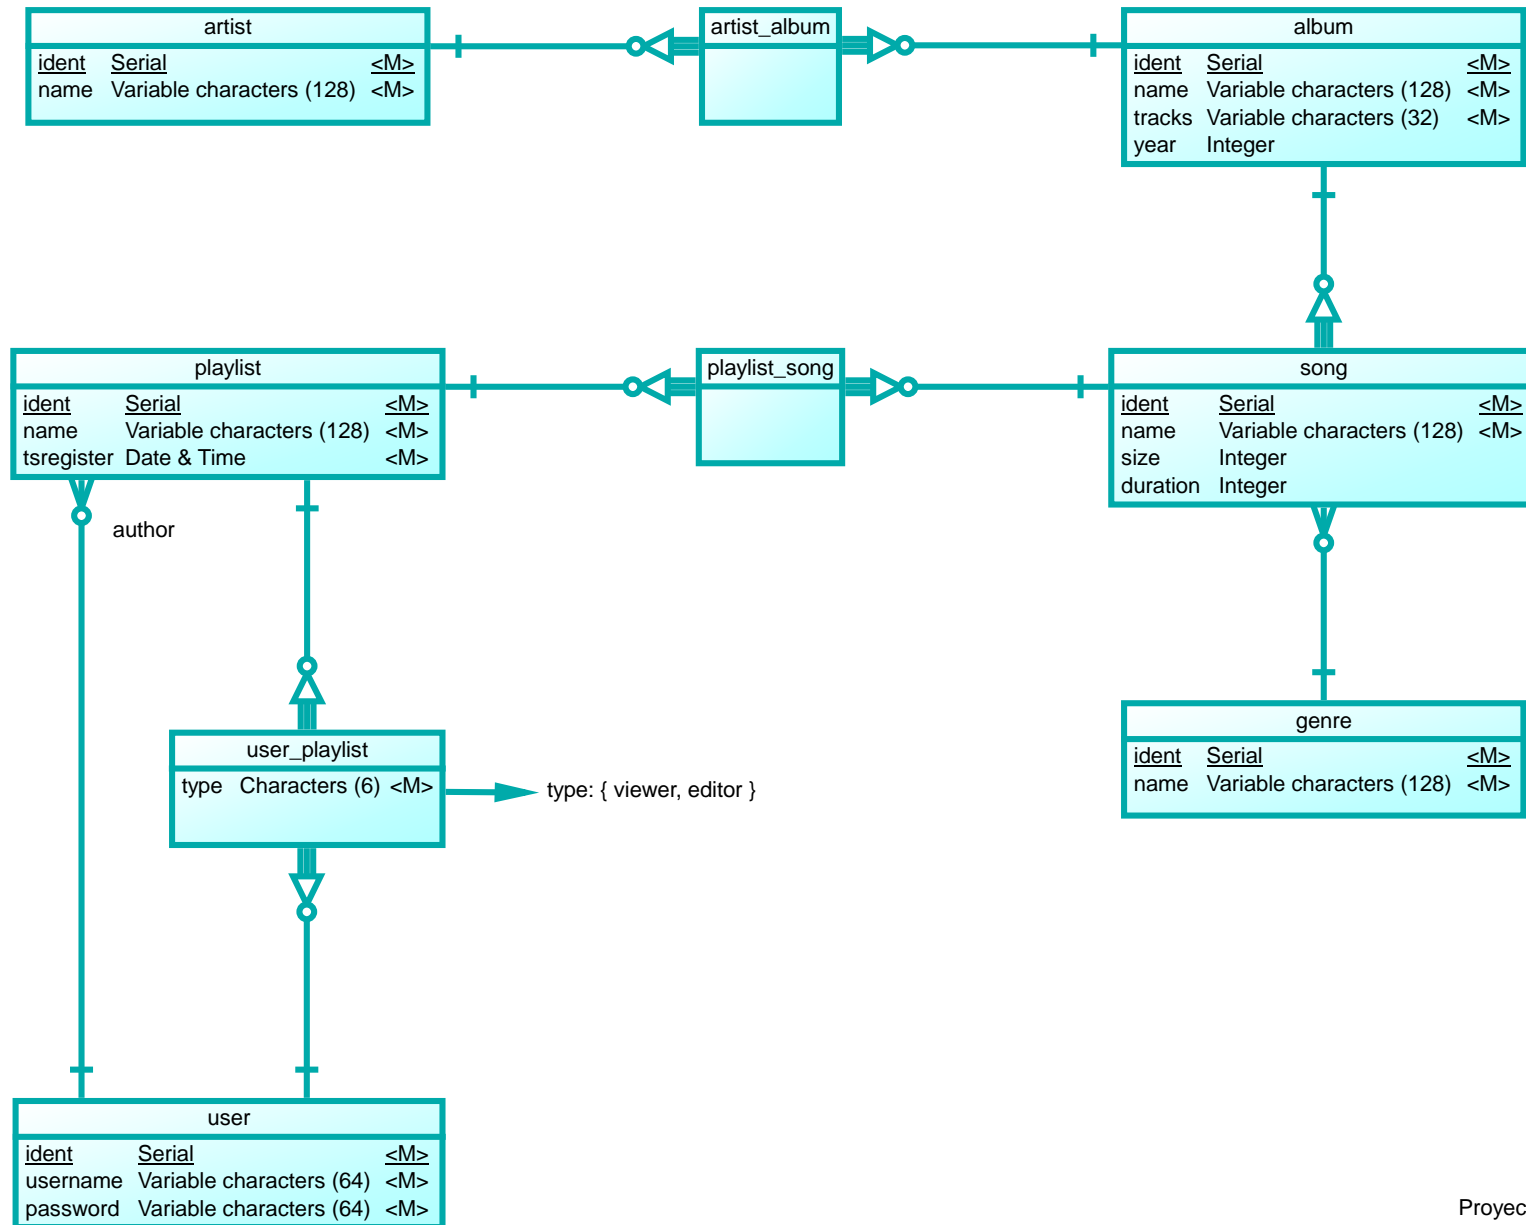 artist
ident Serial <M>
name Variable characters (128) <M>
artist_album
album
ident Serial <M>
name Variable characters (128) <M>
tracks Variable characters (32) <M>
year Integer
playlist
ident Serial <M>
name Variable characters (128) <M>
tsregister Date & Time <M>
playlist_song
song
ident Serial <M>
name Variable characters (128) <M>
size Integer
duration Integer
author
user_playlist
type Characters (6) <M>
type: { viewer, editor }
genre
ident Serial <M>
name Variable characters (128) <M>
user
ident Serial <M>
username Variable characters (64) <M>
password Variable characters (64) <M>
Proyec